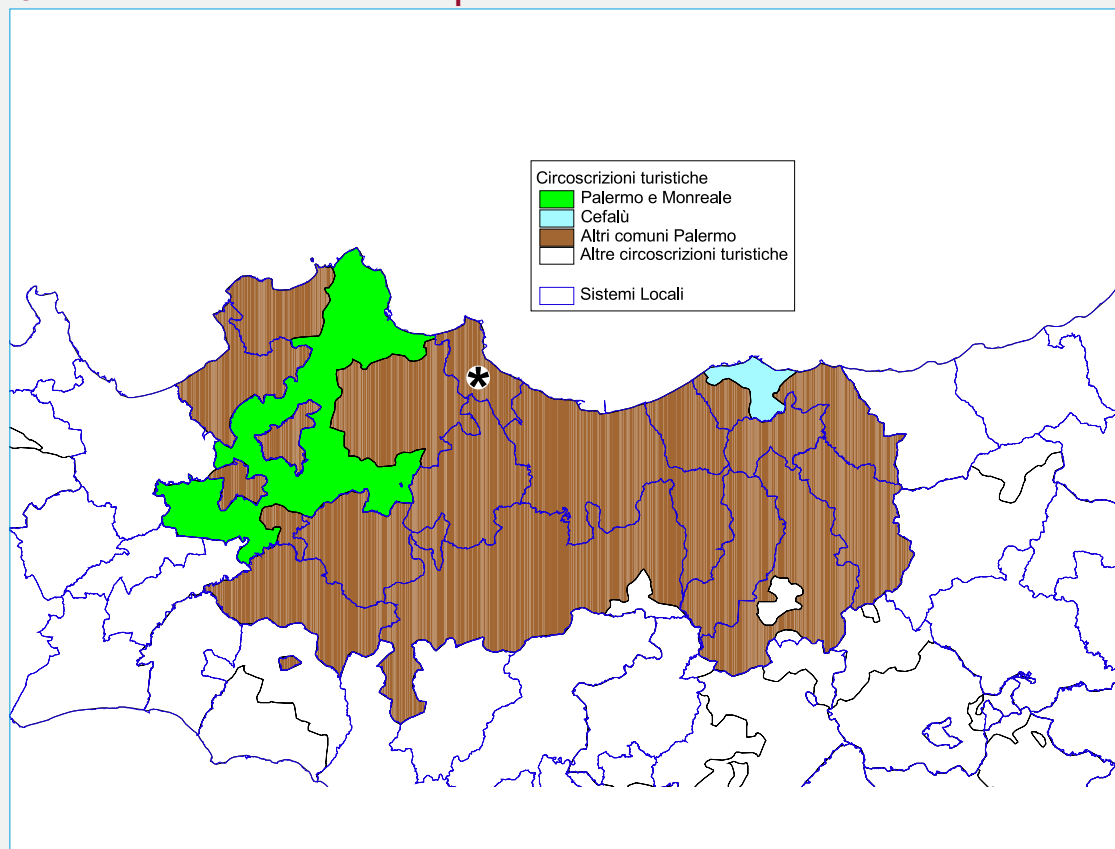 Circoscrizioni turistiche
Palermo e Monreale
Cefalù
Altri comuni Palermo
Altre circoscrizioni turistiche
Sistemi Locali
*